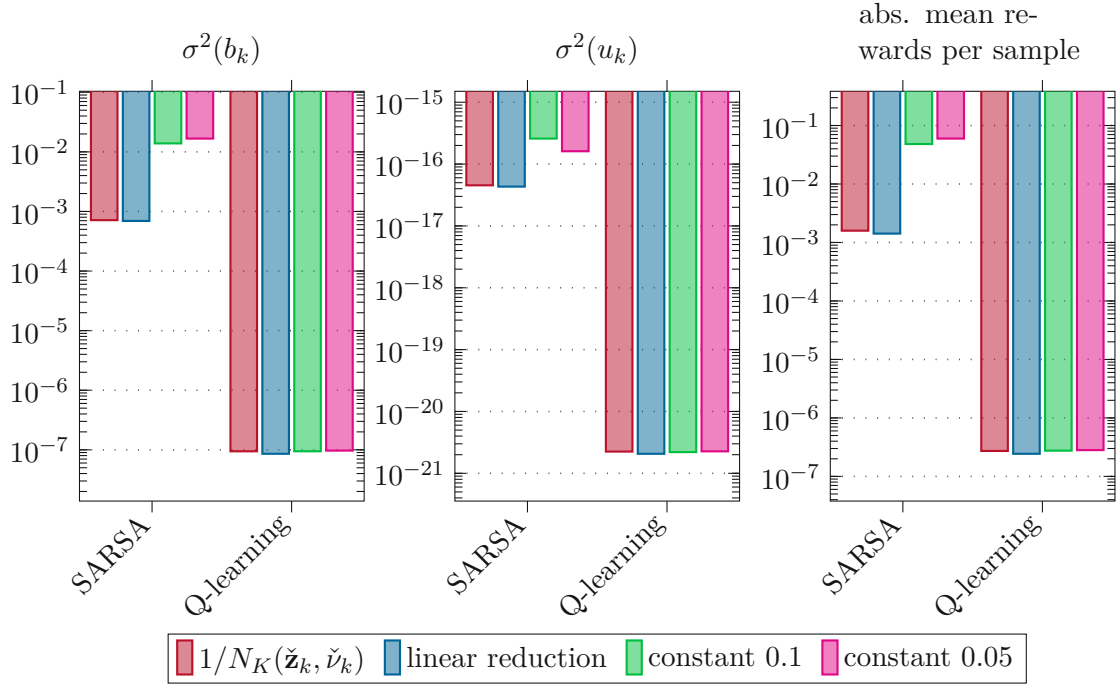 σ²(b_k)
σ²(u_k)
abs. mean re-
wards per sample
10⁻¹
10⁻²
10⁻³
10⁻⁴
10⁻⁵
10⁻⁶
10⁻⁷
10⁻¹⁵
10⁻¹⁶
10⁻¹⁷
10⁻¹⁸
10⁻¹⁹
10⁻²⁰
10⁻²¹
10⁻¹
10⁻²
10⁻³
10⁻⁴
10⁻⁵
10⁻⁶
10⁻⁷
SARSA
Q-learning
SARSA
Q-learning
SARSA
Q-learning
1/N_K(ž_k, ν̌_k) linear reduction constant 0.1 constant 0.05